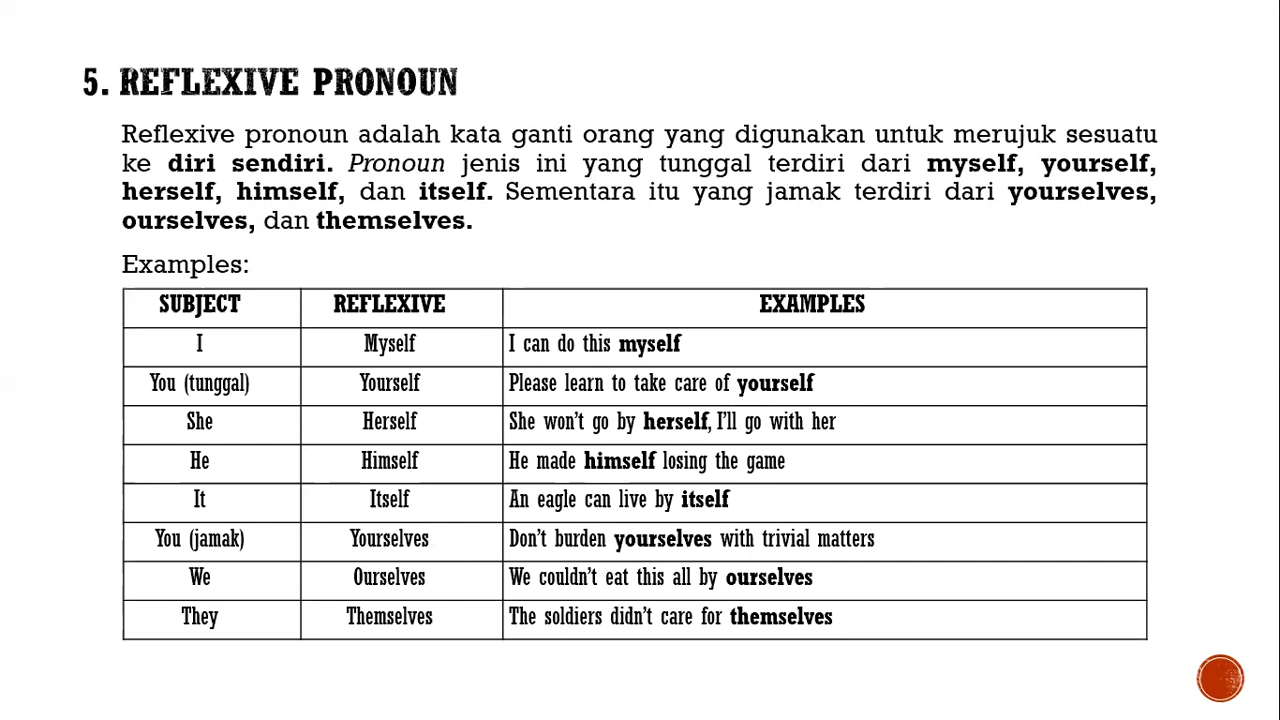 5. REFLEXIVE PRONOUN
Reflexive pronoun adalah kata ganti orang yang digunakan untuk merujuk sesuatu
ke diri sendiri. Pronoun jenis ini yang tunggal terdiri dari myself, yourself,
herself, himself, dan itself. Sementara itu yang jamak terdiri dari yourselves,
ourselves, dan themselves.
Examples:
SUBJECT REFLEXIVE EXAMPLES
I Myself I can do this myself
You (tunggal) Yourself Please learn to take care of yourself
She Herself She won't go by herself, I'll go with her
He Himself He made himself losing the game
It Itself An eagle can live by itself
You (jamak) Yourselves Don't burden yourselves with trivial matters
We Ourselves We couldn't eat this all by ourselves
They Themselves The soldiers didn't care for themselves